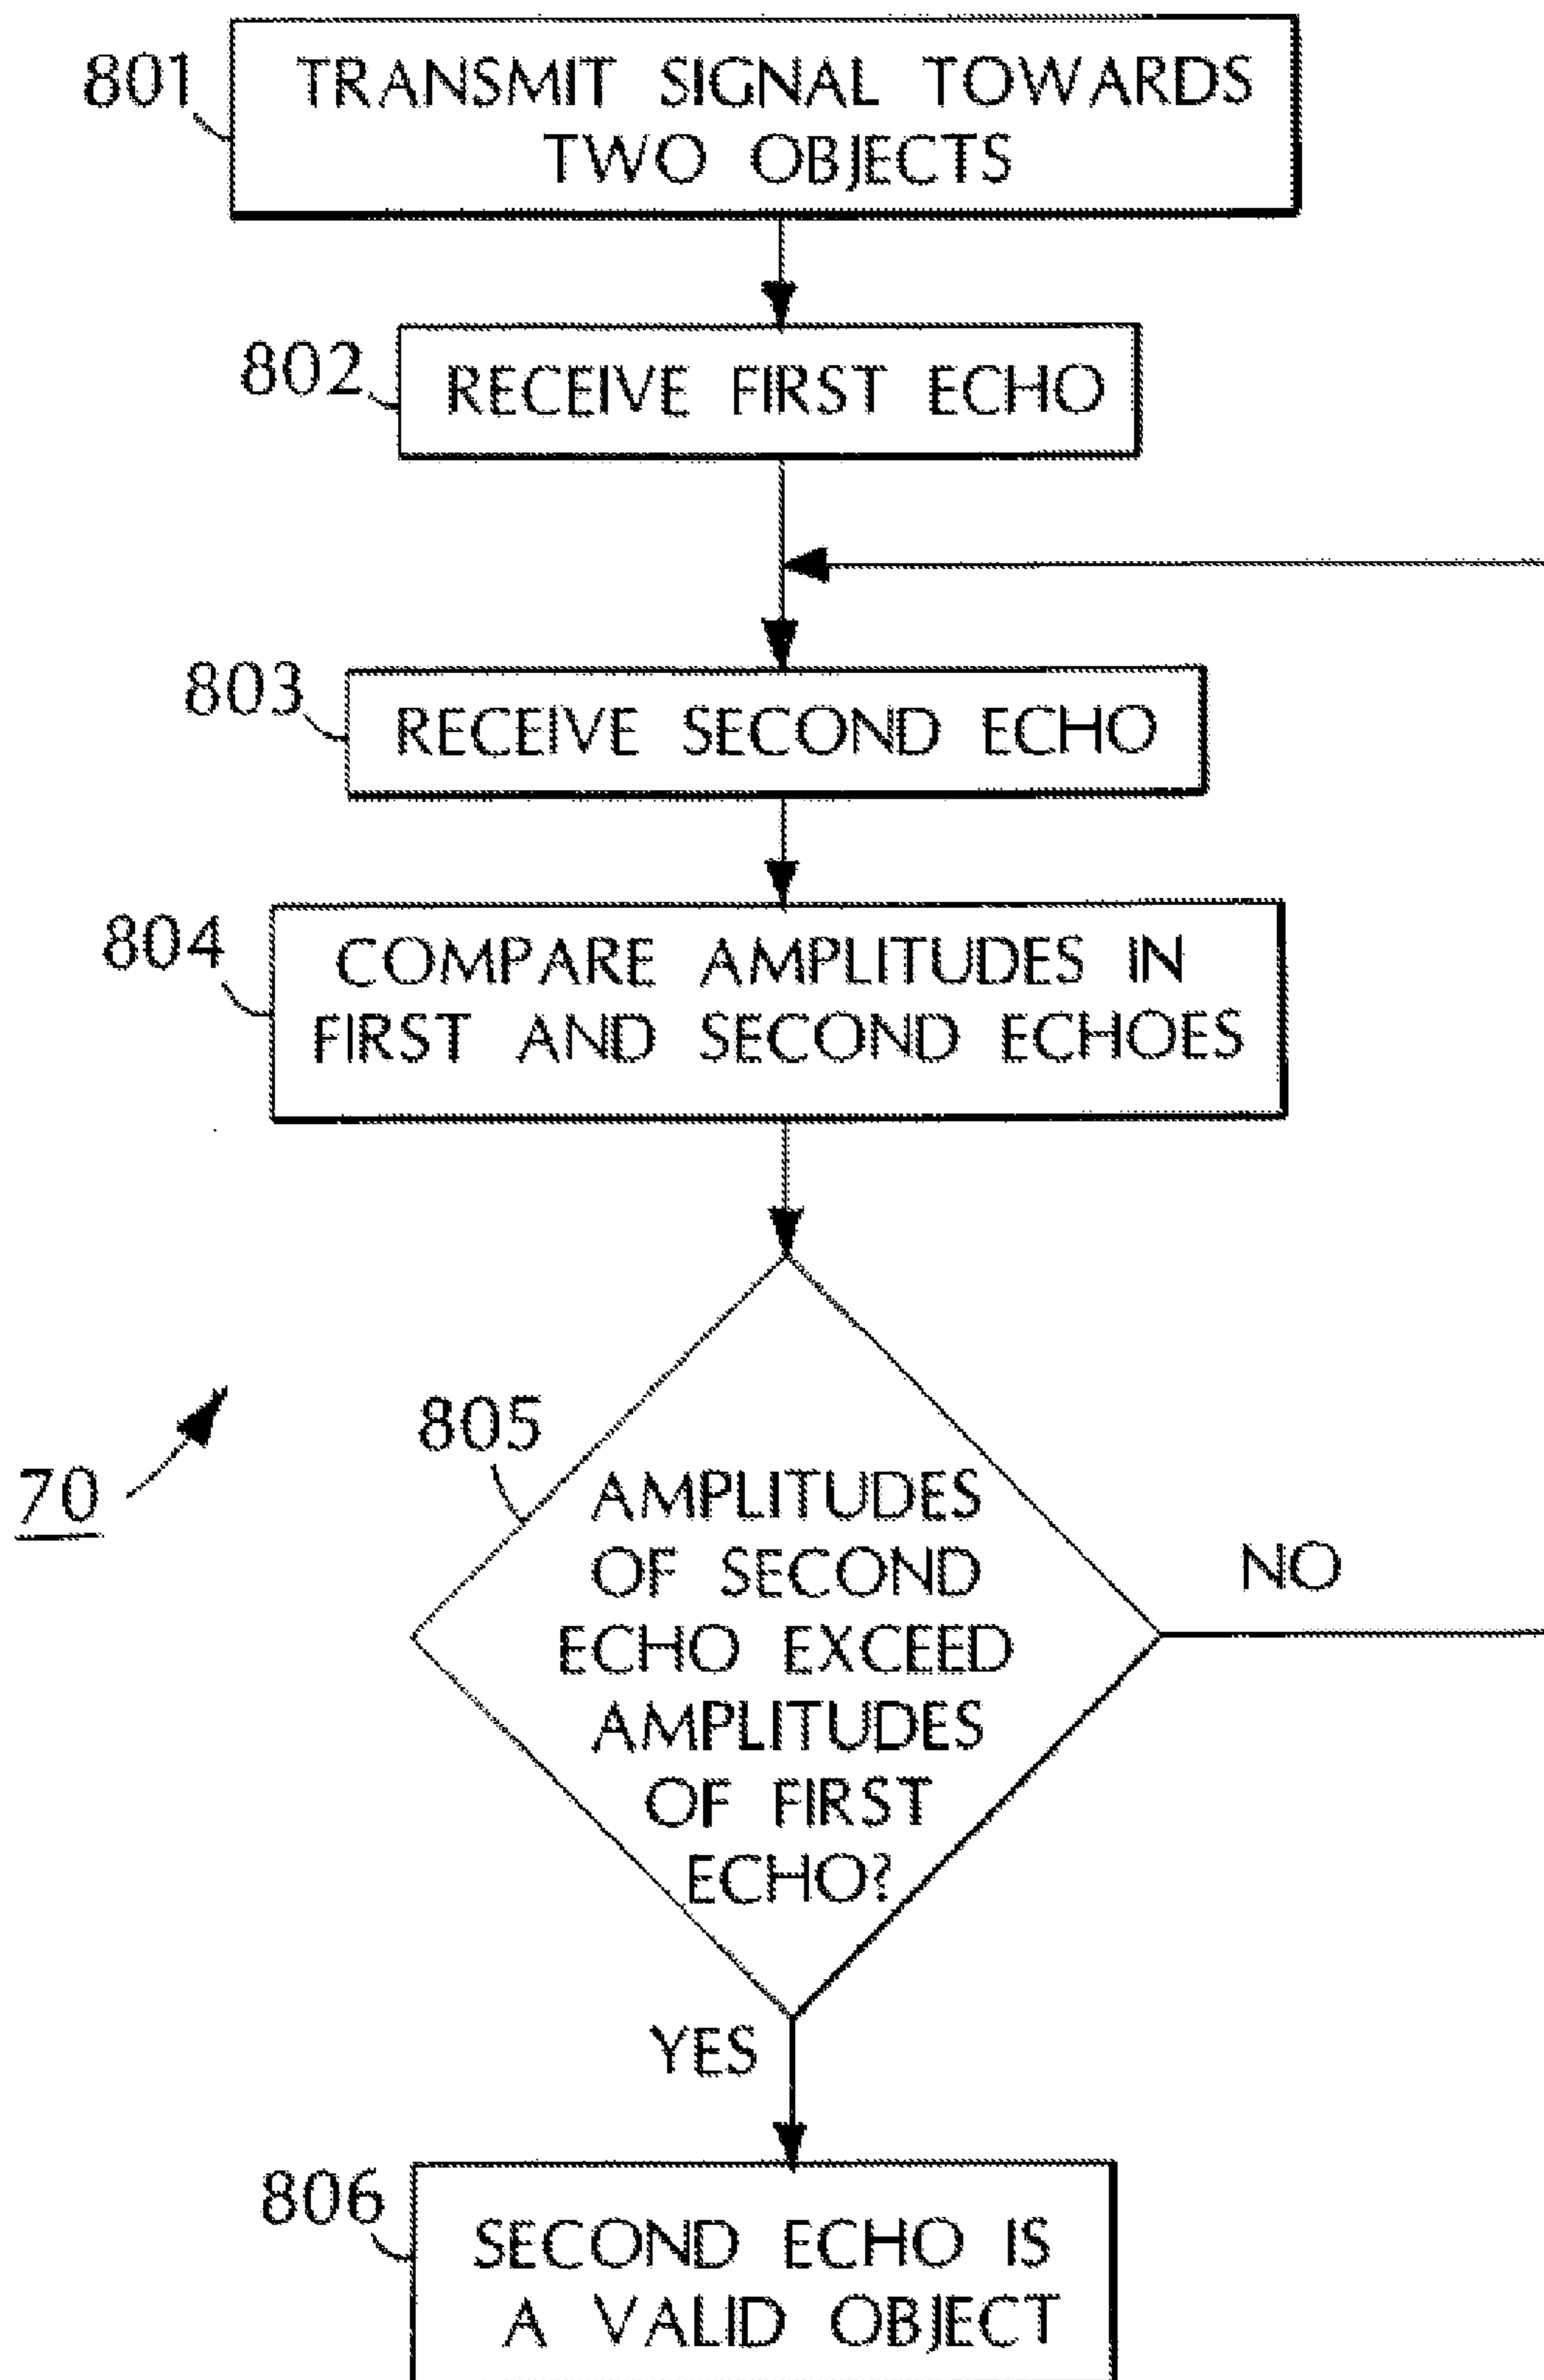 801
TRANSMIT SIGNAL TOWARDS
TWO OBJECTS
802
RECEIVE FIRST ECHO
803
RECEIVE SECOND ECHO
804
COMPARE AMPLITUDES IN
FIRST AND SECOND ECHOES
805
AMPLITUDES
OF SECOND
ECHO EXCEED
AMPLITUDES
OF FIRST
ECHO?
NO
70
YES
806
SECOND ECHO IS
A VALID OBJECT